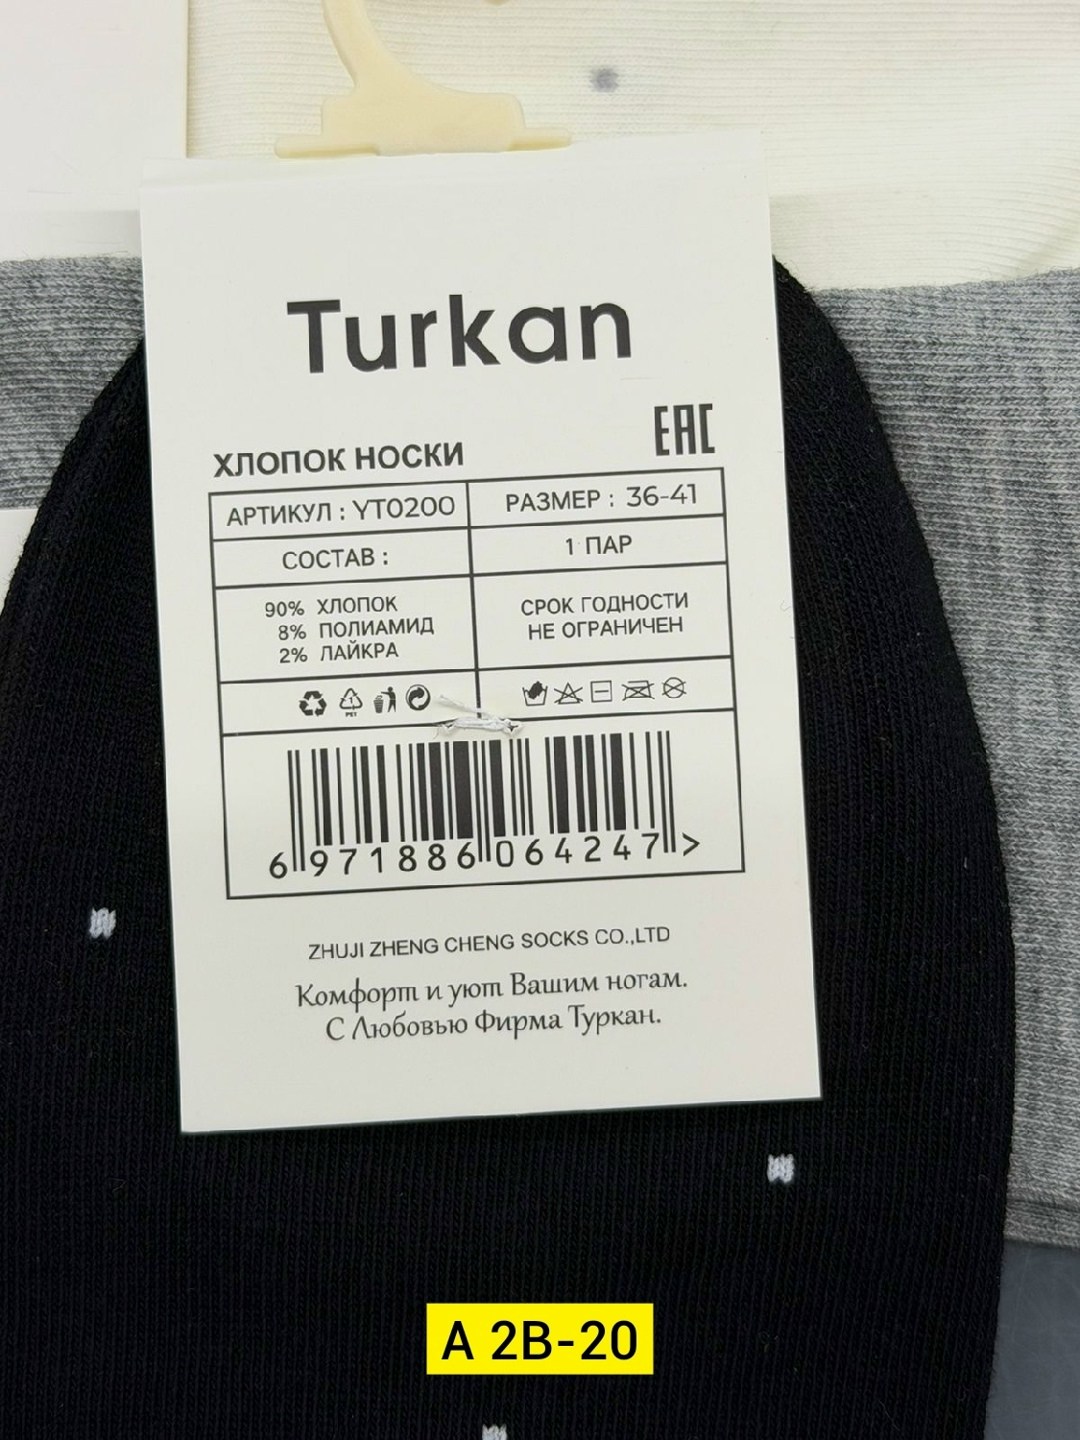 Turkan
EAC
ХЛОПОК НОСКИ
АРТИКУЛ : YT0200
РАЗМЕР : 36-41
СОСТАВ :
1 ПАР
90% ХЛОПОК
8% ПОЛИАМИД
2% ЛАЙКРА
СРОК ГОДНОСТИ
НЕ ОГРАНИЧЕН
PET
6 971886 064247 >
ZHUJI ZHENG CHENG SOCKS CO.,LTD
Комфорт и уют Вашим ногам.
С Любовью Фирма Туркан.
A 2B-20